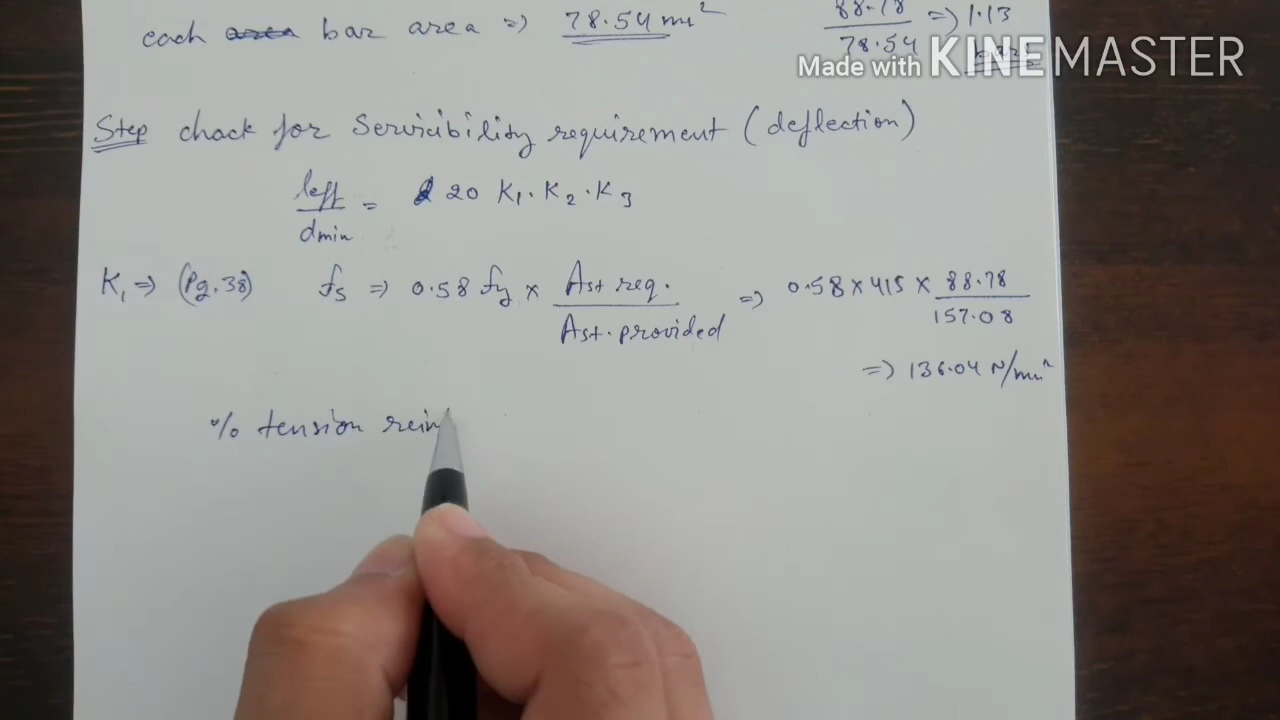 each area bar area => 78.54 mm²
88.78 / 78.54 => 1.13
Made with KINEMASTER
Step chack for Servicibility requirement (deflection)
leff / dmin = 20 K₁. K₂. K₃
K₁ => (Pg.38) fs => 0.58 fy × Ast req. / Ast. provided => 0.58 × 415 × 88.78 / 157.08
=> 136.04 N/mm²
% tension rein